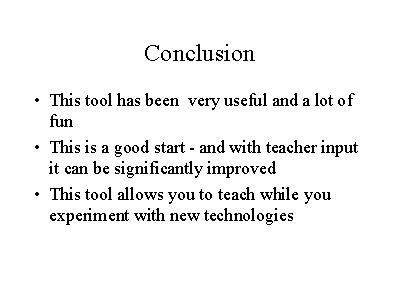 Conclusion
• This tool has been  very useful and a lot of
fun
• This is a good start - and with teacher input
it can be significantly improved
• This tool allows you to teach while you
experiment with new technologies